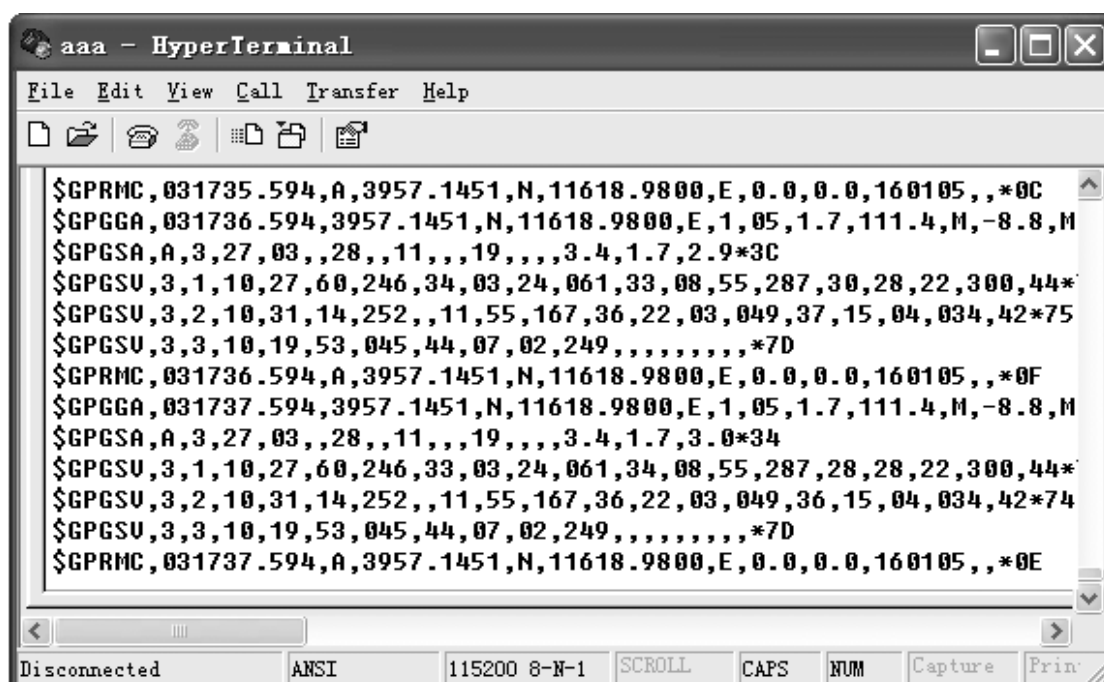 aaa - HyperTerminal
File Edit View Call Transfer Help
$GPRMC,031735.594,A,3957.1451,N,11618.9800,E,0.0,0.0,160105,,*0C
$GPGGA,031736.594,3957.1451,N,11618.9800,E,1,05,1.7,111.4,M,-8.8,M
$GPGSA,A,3,27,03,,28,,11,,,19,,,,3.4,1.7,2.9*3C
$GPGSV,3,1,10,27,60,246,34,03,24,061,33,08,55,287,30,28,22,300,44*
$GPGSV,3,2,10,31,14,252,,11,55,167,36,22,03,049,37,15,04,034,42*75
$GPGSV,3,3,10,19,53,045,44,07,02,249,,,,,,,,,*7D
$GPRMC,031736.594,A,3957.1451,N,11618.9800,E,0.0,0.0,160105,,*0F
$GPGGA,031737.594,3957.1451,N,11618.9800,E,1,05,1.7,111.4,M,-8.8,M
$GPGSA,A,3,27,03,,28,,11,,,19,,,,3.4,1.7,3.0*34
$GPGSV,3,1,10,27,60,246,33,03,24,061,34,08,55,287,28,28,22,300,44*
$GPGSV,3,2,10,31,14,252,,11,55,167,36,22,03,049,36,15,04,034,42*74
$GPGSV,3,3,10,19,53,045,44,07,02,249,,,,,,,,,*7D
$GPRMC,031737.594,A,3957.1451,N,11618.9800,E,0.0,0.0,160105,,*0E
Disconnected ANSI 115200 8-N-1 SCROLL CAPS NUM Capture Prin